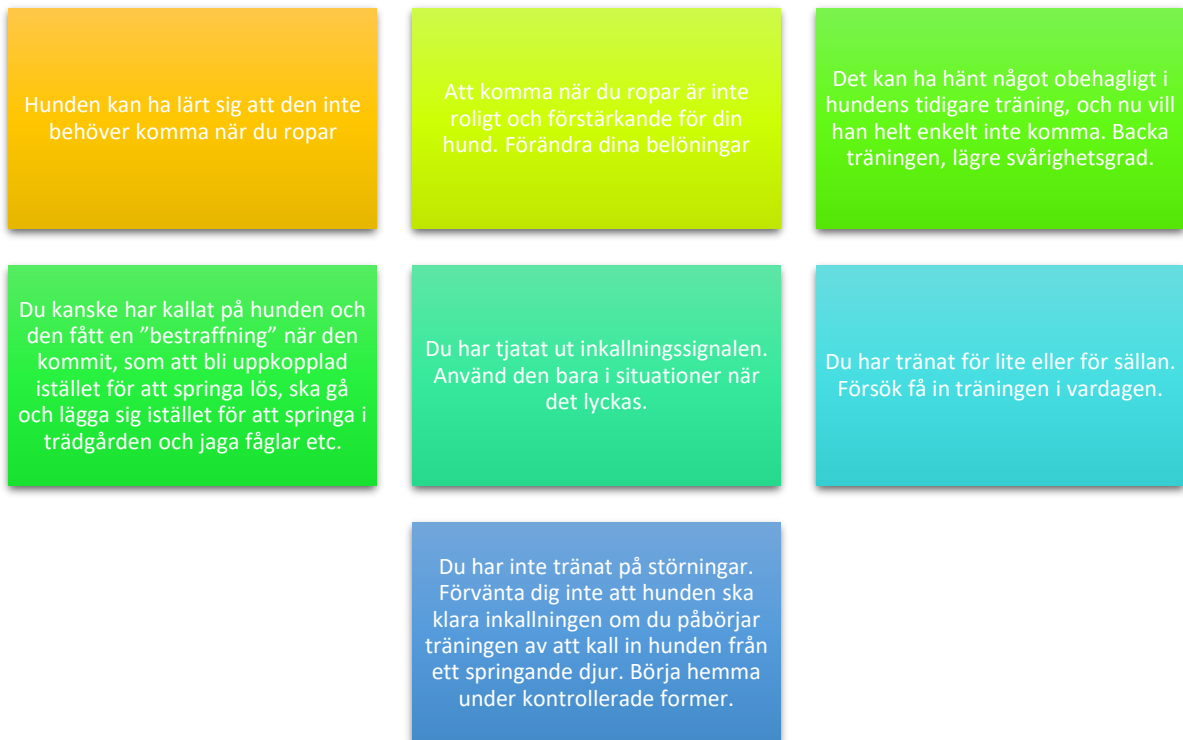 Hunden kan ha lärt sig att den inte
behöver komma när du ropar
Att komma när du ropar är inte
roligt och förstärkande för din
hund. Förändra dina belöningar
Det kan ha hänt något obehagligt i
hundens tidigare träning, och nu vill
han helt enkelt inte komma. Backa
träningen, lägre svårighetsgrad.
Du kanske har kallat på hunden och
den fått en ”bestraffning” när den
kommit, som att bli uppkopplad
istället för att springa lös, ska gå
och lägga sig istället för att springa i
trädgården och jaga fåglar etc.
Du har tjatat ut inkallningssignalen.
Använd den bara i situationer när
det lyckas.
Du har tränat för lite eller för sällan.
Försök få in träningen i vardagen.
Du har inte tränat på störningar.
Förvänta dig inte att hunden ska
klara inkallningen om du påbörjar
träningen av att kall in hunden från
ett springande djur. Börja hemma
under kontrollerade former.